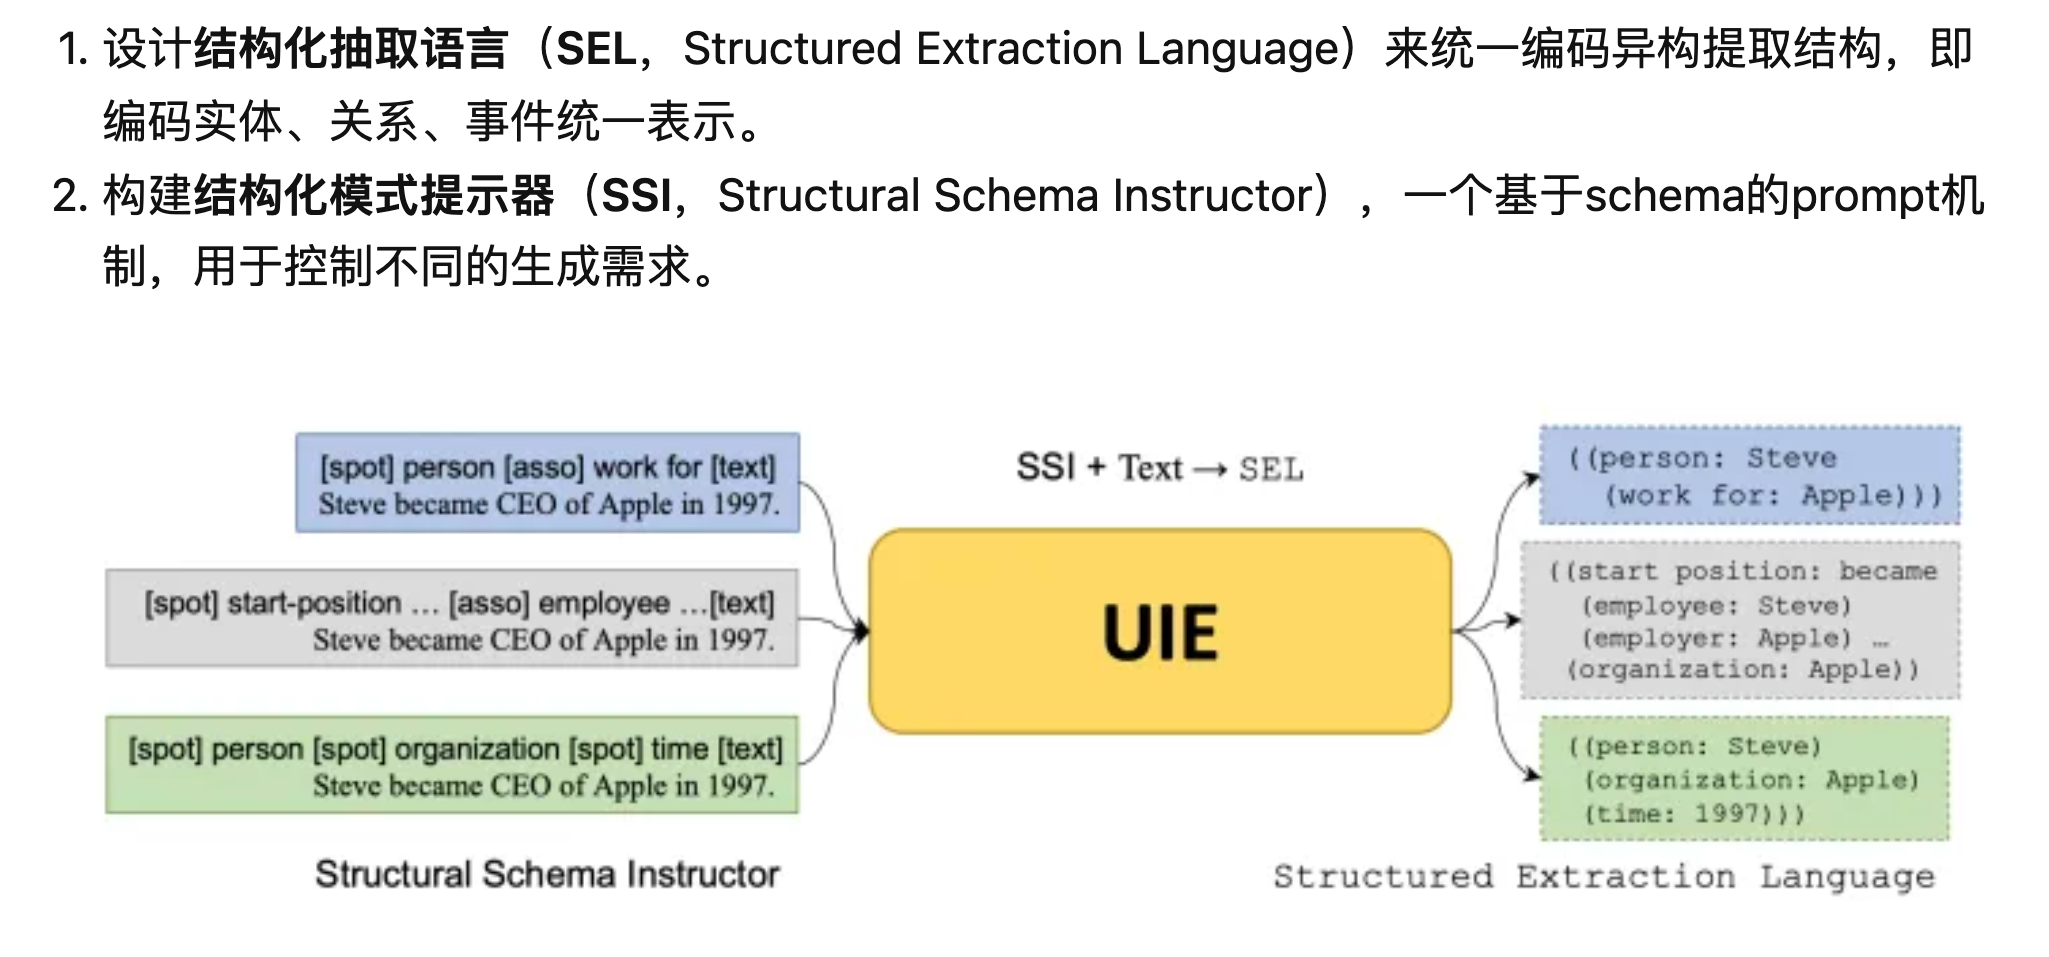 1. 设计结构化抽取语言（SEL，Structured Extraction Language）来统一编码异构提取结构，即
编码实体、关系、事件统一表示。
2. 构建结构化模式提示器（SSI，Structural Schema Instructor），一个基于schema的prompt机
制，用于控制不同的生成需求。
[spot] person [asso] work for [text]
Steve became CEO of Apple in 1997.
[spot] start-position … [asso] employee …[text]
Steve became CEO of Apple in 1997.
[spot] person [spot] organization [spot] time [text]
Steve became CEO of Apple in 1997.
Structural Schema Instructor
SSI + Text → SEL
UIE
((person: Steve
(work for: Apple)))
((start position: became
(employee: Steve)
(employer: Apple) …
(organization: Apple))
((person: Steve)
(organization: Apple)
(time: 1997)))
Structured Extraction Language